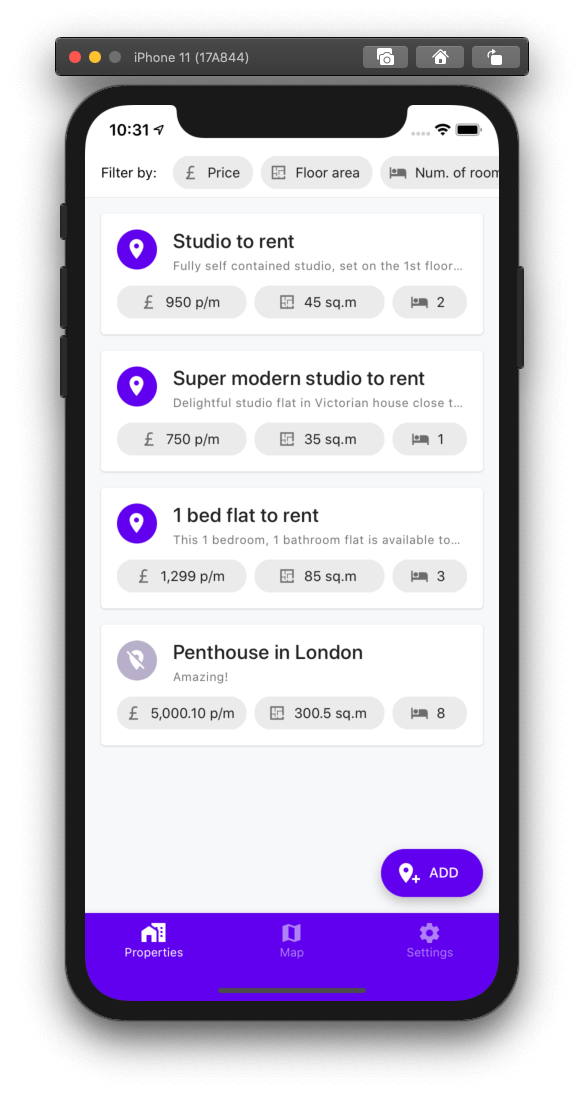 iPhone 11 (17A844)
10:31
Filter by: £ Price Floor area Num. of room
Studio to rent
Fully self contained studio, set on the 1st floor...
£ 950 p/m 45 sq.m 2
Super modern studio to rent
Delightful studio flat in Victorian house close t...
£ 750 p/m 35 sq.m 1
1 bed flat to rent
This 1 bedroom, 1 bathroom flat is available to...
£ 1,299 p/m 85 sq.m 3
Penthouse in London
Amazing!
£ 5,000.10 p/m 300.5 sq.m 8
ADD
Properties Map Settings